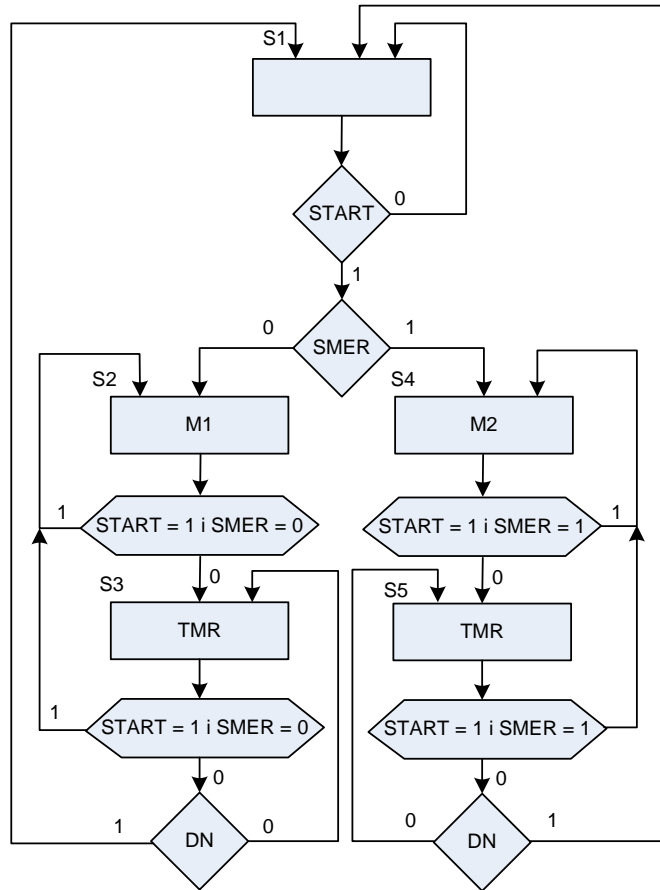 S1
START
0
1
0
SMER
1
S2
S4
M1
M2
1
START = 1 i SMER = 0
START = 1 i SMER = 1
1
0
0
S3
S5
TMR
TMR
1
START = 1 i SMER = 0
START = 1 i SMER = 1
0
0
1
DN
0
0
DN
1